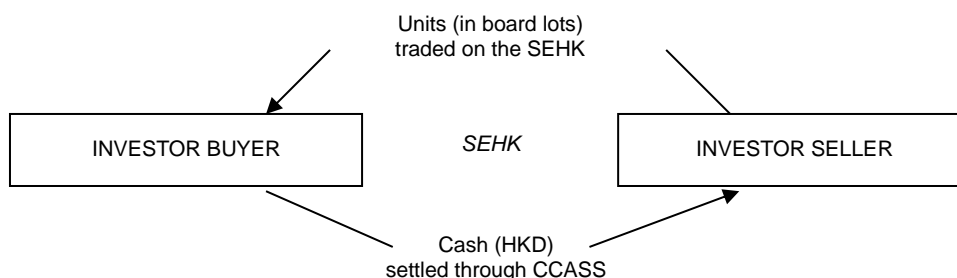 Units (in board lots)
traded on the SEHK
INVESTOR BUYER
SEHK
INVESTOR SELLER
Cash (HKD)
settled through CCASS